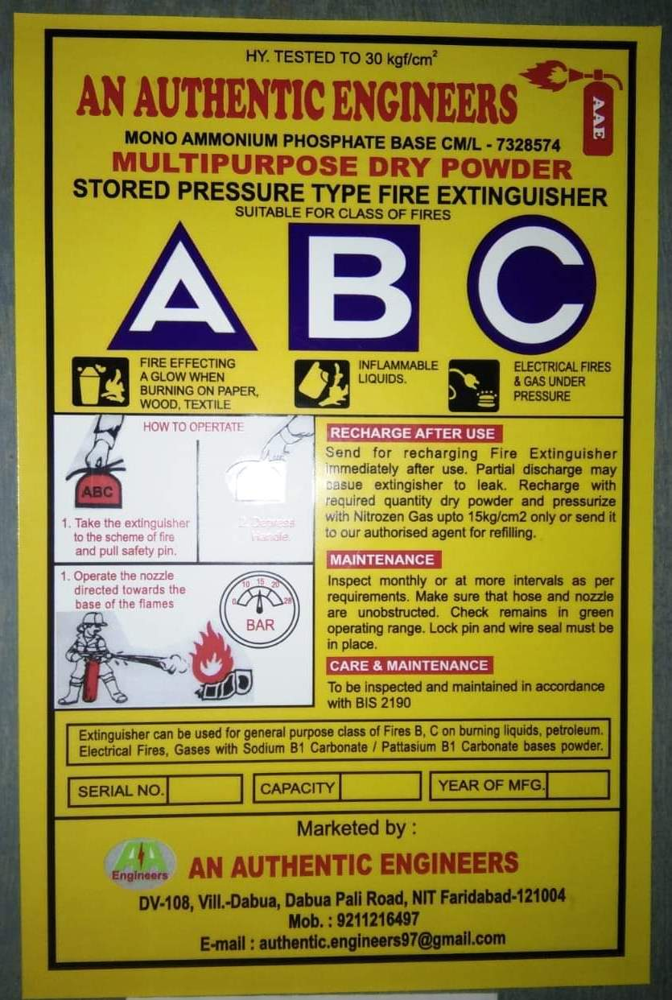 HY. TESTED TO 30 kgf/cm²
AN AUTHENTIC ENGINEERS
AAE
MONO AMMONIUM PHOSPHATE BASE CM/L - 7328574
MULTIPURPOSE DRY POWDER
STORED PRESSURE TYPE FIRE EXTINGUISHER
SUITABLE FOR CLASS OF FIRES
A B C
FIRE EFFECTING
A GLOW WHEN
BURNING ON PAPER,
WOOD, TEXTILE
INFLAMMABLE
LIQUIDS.
ELECTRICAL FIRES
& GAS UNDER
PRESSURE
HOW TO OPERTATE
ABC
1. Take the extinguisher
to the scheme of fire
and pull safety pin.
2. Depress
Handle.
1. Operate the nozzle
directed towards the
base of the flames
0 10 15 20 28
BAR
RECHARGE AFTER USE
Send for recharging Fire Extinguisher
immediately after use. Partial discharge may
casue extingisher to leak. Recharge with
required quantity dry powder and pressurize
with Nitrozen Gas upto 15kg/cm2 only or send it
to our authorised agent for refilling.
MAINTENANCE
Inspect monthly or at more intervals as per
requirements. Make sure that hose and nozzle
are unobstructed. Check remains in green
operating range. Lock pin and wire seal must be
in place.
CARE & MAINTENANCE
To be inspected and maintained in accordance
with BIS 2190
Extinguisher can be used for general purpose class of Fires B, C on burning liquids, petroleum.
Electrical Fires, Gases with Sodium B1 Carbonate / Pattasium B1 Carbonate bases powder.
SERIAL NO.
CAPACITY
YEAR OF MFG.
Marketed by :
AA
Engineers
AN AUTHENTIC ENGINEERS
DV-108, Vill.-Dabua, Dabua Pali Road, NIT Faridabad-121004
Mob. : 9211216497
E-mail : authentic.engineers97@gmail.com